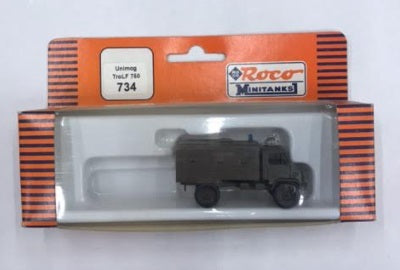 Unimog
TroLF 750
734
Roco
MINITANKS